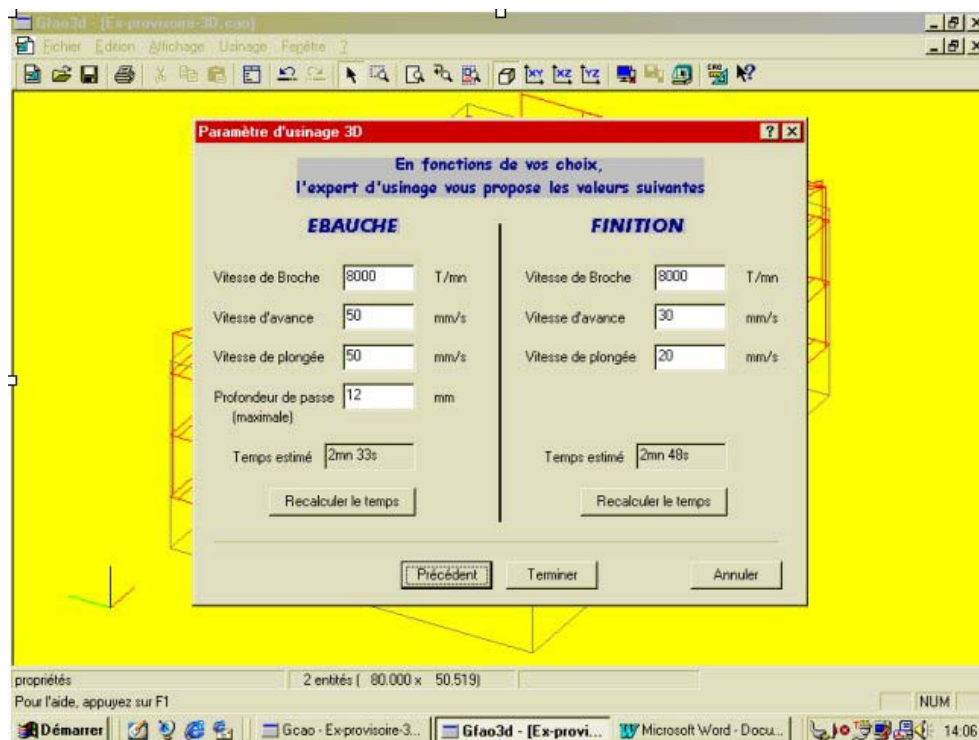 Gfao3d - [Ex-provisoire-3D.cao]
Fichier Edition Affichage Usinage Fenêtre ?
XY XZ YZ
Paramètre d'usinage 3D
En fonctions de vos choix,
l'expert d'usinage vous propose les valeurs suivantes
EBAUCHE
Vitesse de Broche 8000 T/mn
Vitesse d'avance 50 mm/s
Vitesse de plongée 50 mm/s
Profondeur de passe 12 mm
(maximale)
Temps estimé 2mn 33s
Recalculer le temps
FINITION
Vitesse de Broche 8000 T/mn
Vitesse d'avance 30 mm/s
Vitesse de plongée 20 mm/s
Temps estimé 2mn 48s
Recalculer le temps
Précédent Terminer Annuler
propriétés 2 entités ( 80.000 x 50.519)
Pour l'aide, appuyez sur F1 NUM
Démarrer Gcao - Ex-provisoire-3... Gfao3d - [Ex-provi... Microsoft Word - Docu... 14:06